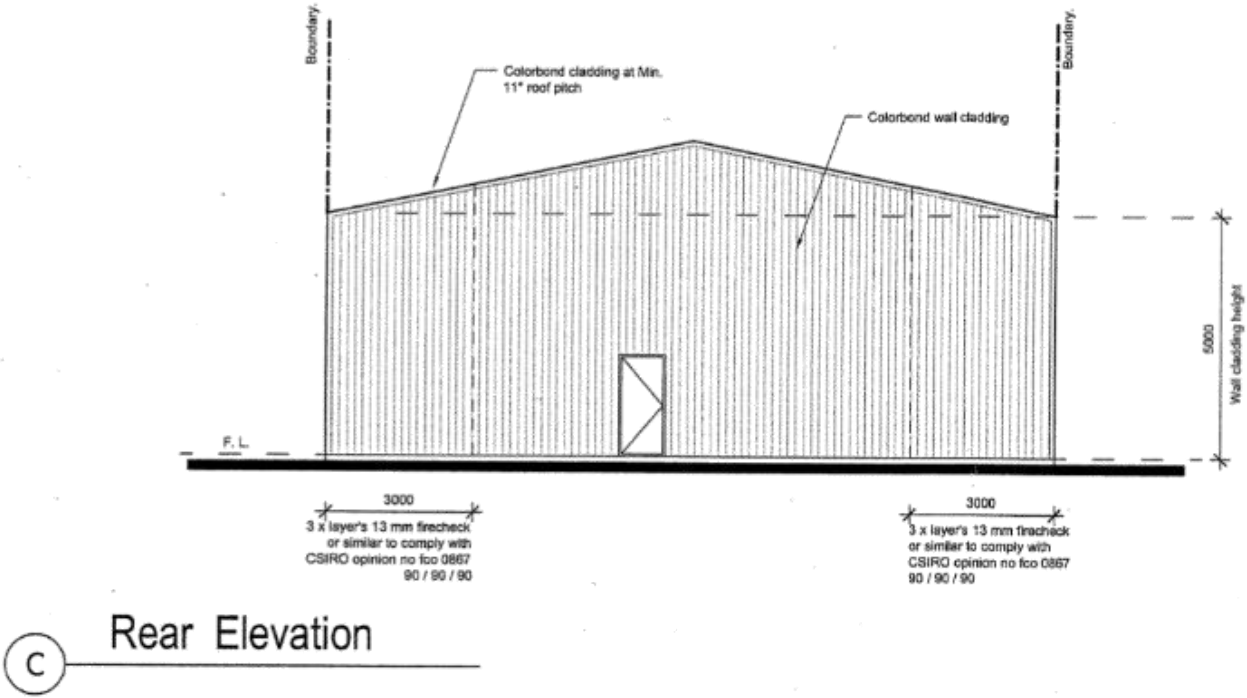 Boundary.
Boundary.
Colorbond cladding at Min.
11° roof pitch
Colorbond wall cladding
5000
Wall cladding height
F. L.
3000
3 x layer's 13 mm firecheck
or similar to comply with
CSIRO opinion no fco 0867
90 / 90 / 90
3000
3 x layer's 13 mm firecheck
or similar to comply with
CSIRO opinion no fco 0867
90 / 90 / 90
Rear Elevation
C